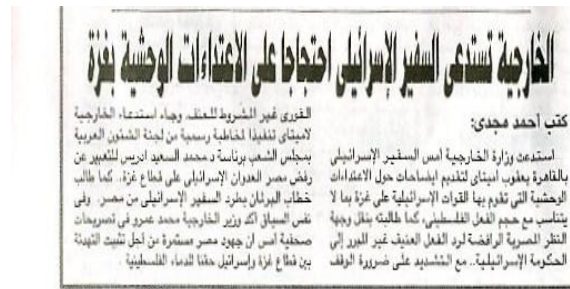 الخارجية تستدعى السفير الإسرائيلى احتجاجا على الاعتداءات الوحشية بغزة
كتب أحمد مجدى:
استدعت وزارة الخارجية أمس السفير الإسرائيلى
بالقاهرة يعقوب أميتاى لتقديم إيضاحات حول الاعتداءات
الوحشية التى تقوم بها القوات الإسرائيلية على غزة بما لا
يتناسب مع حجم الفعل الفلسطينى، كما طالبته بنقل وجهة
النظر المصرية الرافضة لرد الفعل العنيف غير المبرر إلى
الحكومة الإسرائيلية.. مع التشديد على ضرورة الوقف
الفورى غير المشروط للعنف. وجاء استدعاء الخارجية
لاميتاى تنفيذا لمخاطبة رسمية من لجنة الشئون العربية
بمجلس الشعب برئاسة د محمد السعيد ادريس للتعبير عن
رفض مصر العدوان الإسرائيلى على قطاع غزة.. كما طالب
خطاب البرلمان بطرد السفير الإسرائيلى من مصر. وفى
نفس السياق أكد وزير الخارجية محمد عمرو فى تصريحات
صحفية أمس أن جهود مصر مستمرة من أجل تثبيت التهدئة
بين قطاع غزة وإسرائيل حقنا للدماء الفلسطينية.